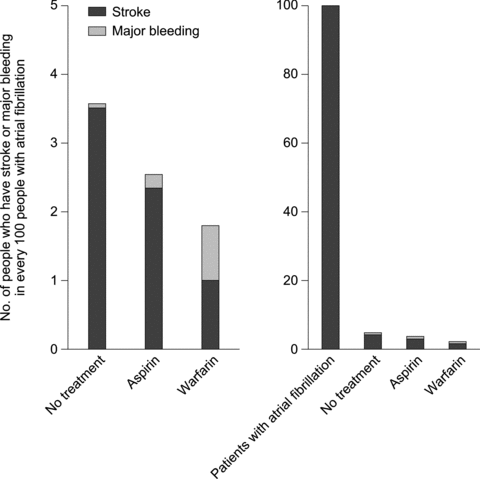 No. of people who have stroke or major bleeding
in every 100 people with atrial fibrillation
5
4
3
2
1
0
Stroke
Major bleeding
No treatment
Aspirin
Warfarin
100
80
60
40
20
0
Patients with atrial fibrillation
No treatment
Aspirin
Warfarin